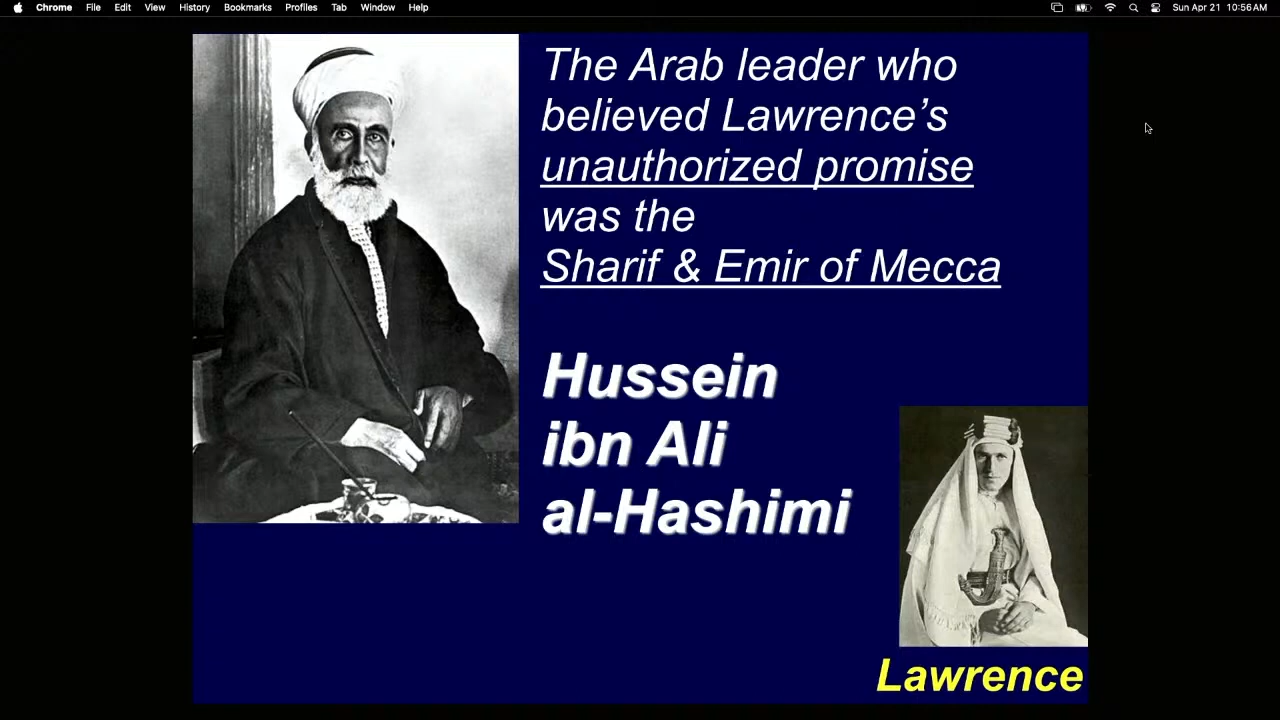 Chrome File Edit View History Bookmarks Profiles Tab Window Help Sun Apr 21 10:56 AM
The Arab leader who
believed Lawrence's
unauthorized promise
was the
Sharif & Emir of Mecca
Hussein
ibn Ali
al-Hashimi
Lawrence